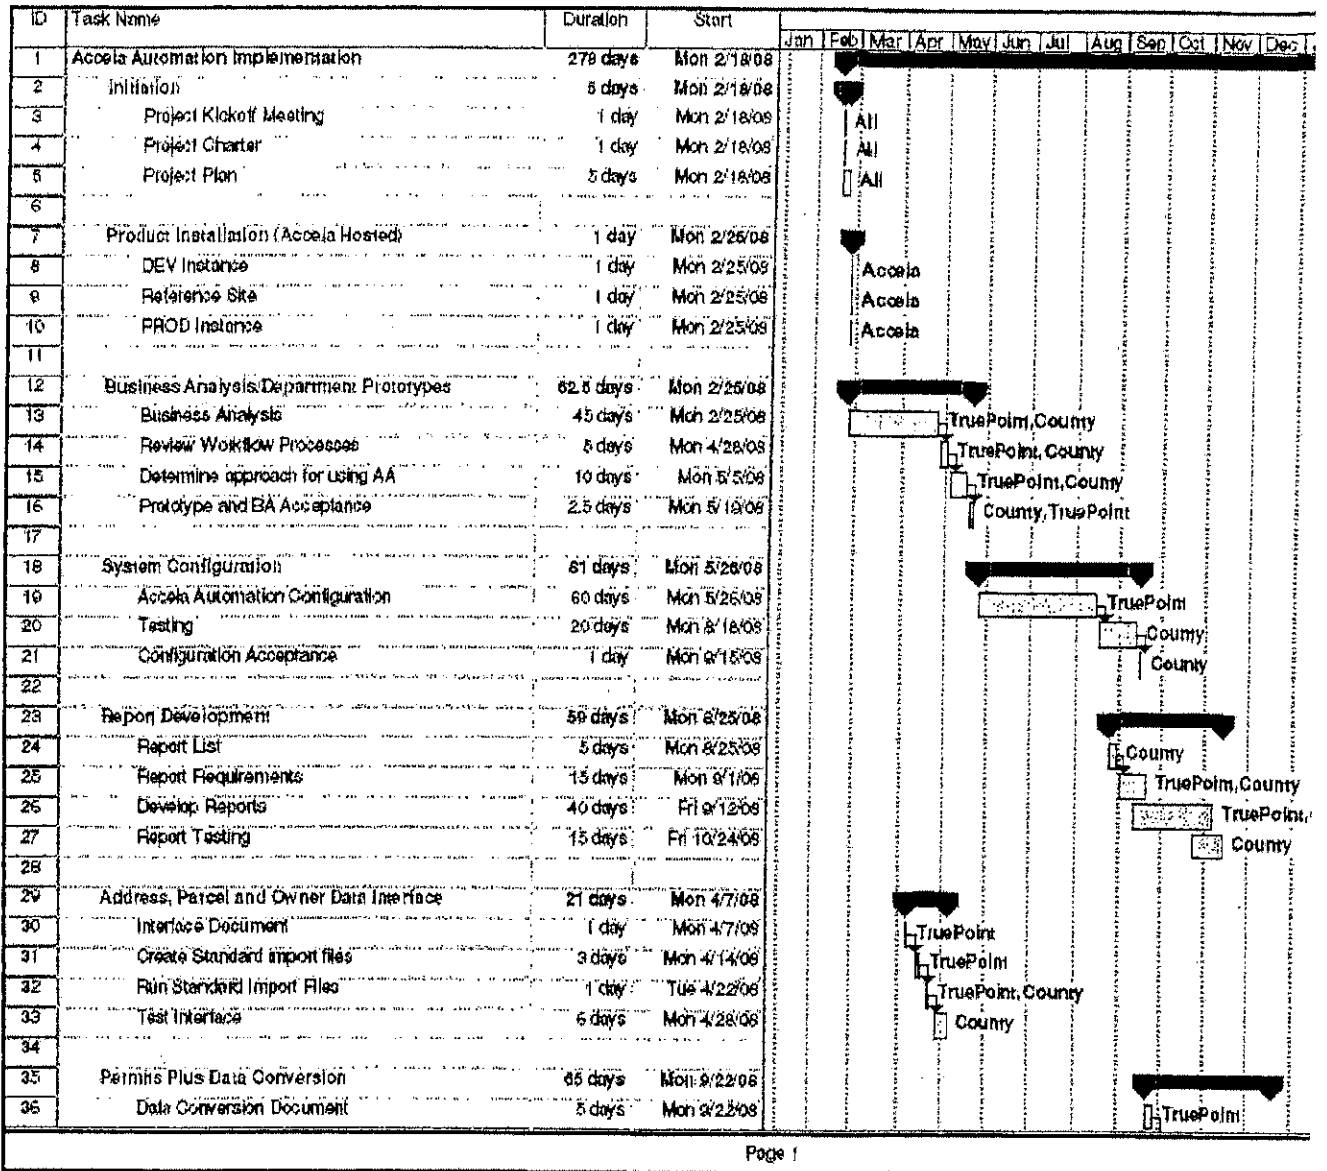 ID Task Name Duration Start
Jan Feb Mar Apr May Jun Jul Aug Sep Oct Nov Dec
1 Accela Automation Implementation 279 days Mon 2/18/08
2 Initiation 5 days Mon 2/18/08
3 Project Kickoff Meeting 1 day Mon 2/18/08 All
4 Project Charter 1 day Mon 2/18/08 All
5 Project Plan 5 days Mon 2/18/08 All
6
7 Product Installation (Accela Hosted) 1 day Mon 2/25/08
8 DEV Instance 1 day Mon 2/25/08 Accela
9 Reference Site 1 day Mon 2/25/08 Accela
10 PROD Instance 1 day Mon 2/25/08 Accela
11
12 Business Analysis/Department Prototypes 62.5 days Mon 2/25/08
13 Business Analysis 45 days Mon 2/25/08 TruePoint,County
14 Review Workflow Processes 5 days Mon 4/28/08 TruePoint,County
15 Determine approach for using AA 10 days Mon 5/5/08 TruePoint,County
16 Prototype and BA Acceptance 2.5 days Mon 5/19/08 County,TruePoint
17
18 System Configuration 81 days Mon 5/26/08
19 Accela Automation Configuration 60 days Mon 5/26/08 TruePoint
20 Testing 20 days Mon 8/18/08 County
21 Configuration Acceptance 1 day Mon 9/15/08 County
22
23 Report Development 59 days Mon 8/25/08
24 Report List 5 days Mon 8/25/08 County
25 Report Requirements 15 days Mon 9/1/08 TruePoint,County
26 Develop Reports 40 days Fri 9/12/08 TruePoint,
27 Report Testing 15 days Fri 10/24/08 County
28
29 Address, Parcel and Owner Data Interface 21 days Mon 4/7/08
30 Interface Document 1 day Mon 4/7/08 TruePoint
31 Create Standard import files 3 days Mon 4/14/08 TruePoint
32 Run Standard Import Files 1 day Tue 4/22/08 TruePoint,County
33 Test Interface 6 days Mon 4/28/08 County
34
35 Permits Plus Data Conversion 65 days Mon 9/22/08
36 Data Conversion Document 5 days Mon 9/22/08 TruePoint
Page 1